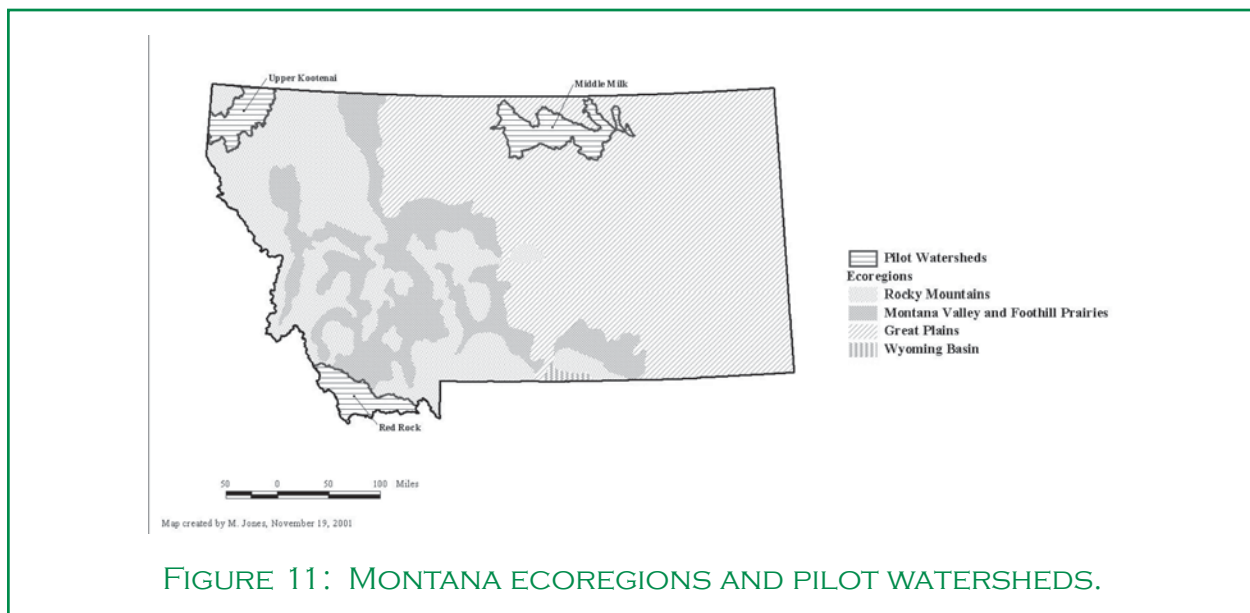 Upper Kootenai
Middle Milk
Pilot Watersheds
Ecoregions
Rocky Mountains
Montana Valley and Foothill Prairies
Great Plains
Wyoming Basin
Red Rock
50 0 50 100 Miles
Map created by M. Jones, November 19, 2001
FIGURE 11: MONTANA ECOREGIONS AND PILOT WATERSHEDS.